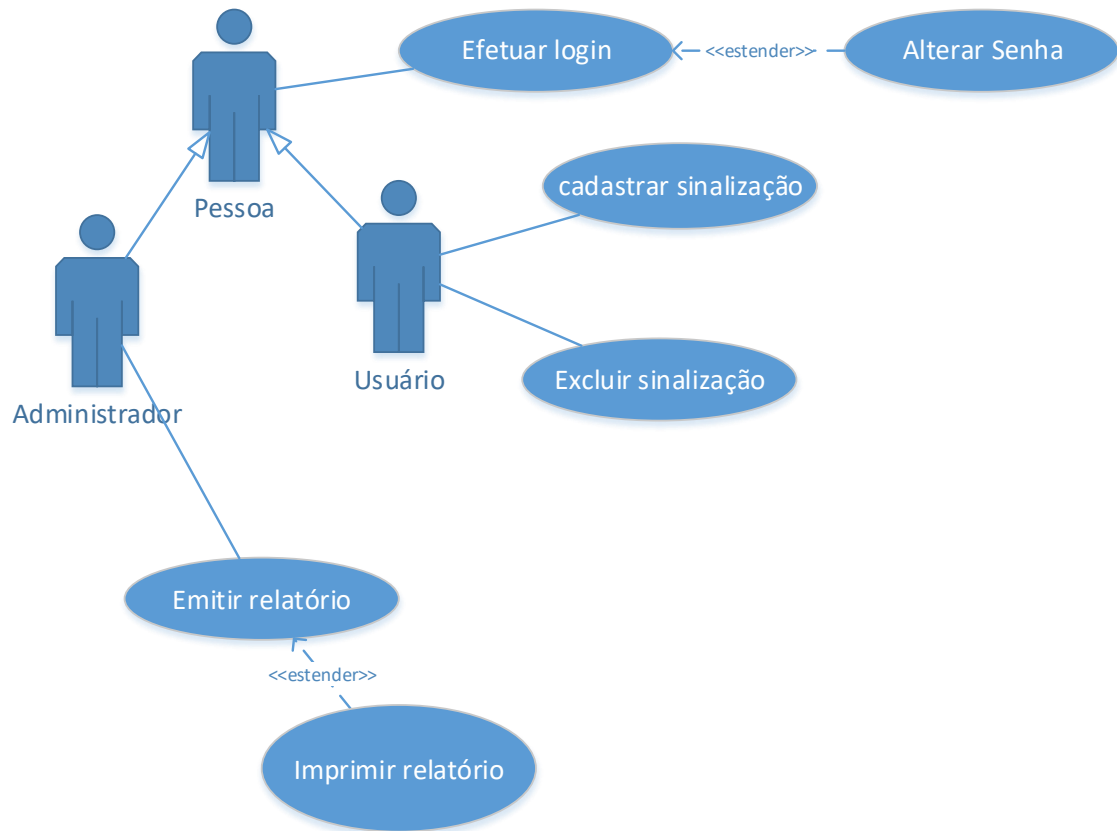 Efetuar login
<<estender>>
Alterar Senha
Pessoa
cadastrar sinalização
Usuário
Excluir sinalização
Administrador
Emitir relatório
<<estender>>
Imprimir relatório